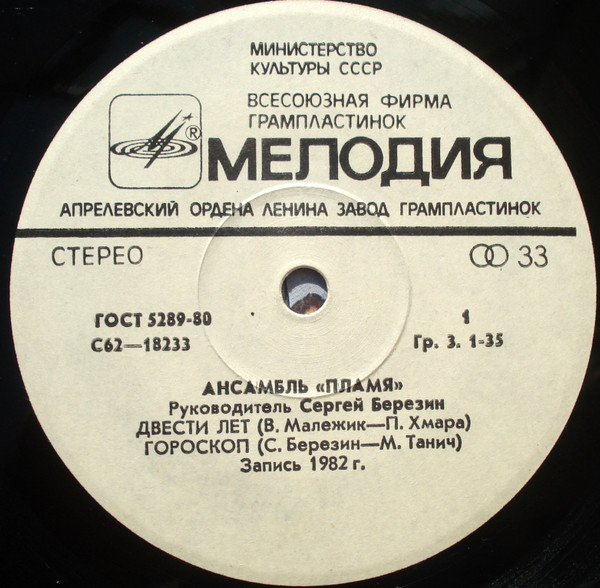 МИНИСТЕРСТВО
КУЛЬТУРЫ СССР
ВСЕСОЮЗНАЯ ФИРМА
ГРАМПЛАСТИНОК
®
МЕЛОДИЯ
АПРЕЛЕВСКИЙ ОРДЕНА ЛЕНИНА ЗАВОД ГРАМПЛАСТИНОК
СТЕРЕО
33
ГОСТ 5289-80
1
С62—18233
Гр. 3. 1-35
АНСАМБЛЬ «ПЛАМЯ»
Руководитель Сергей Березин
ДВЕСТИ ЛЕТ (В. Малежик—П. Хмара)
ГОРОСКОП (С. Березин—М. Танич)
Запись 1982 г.